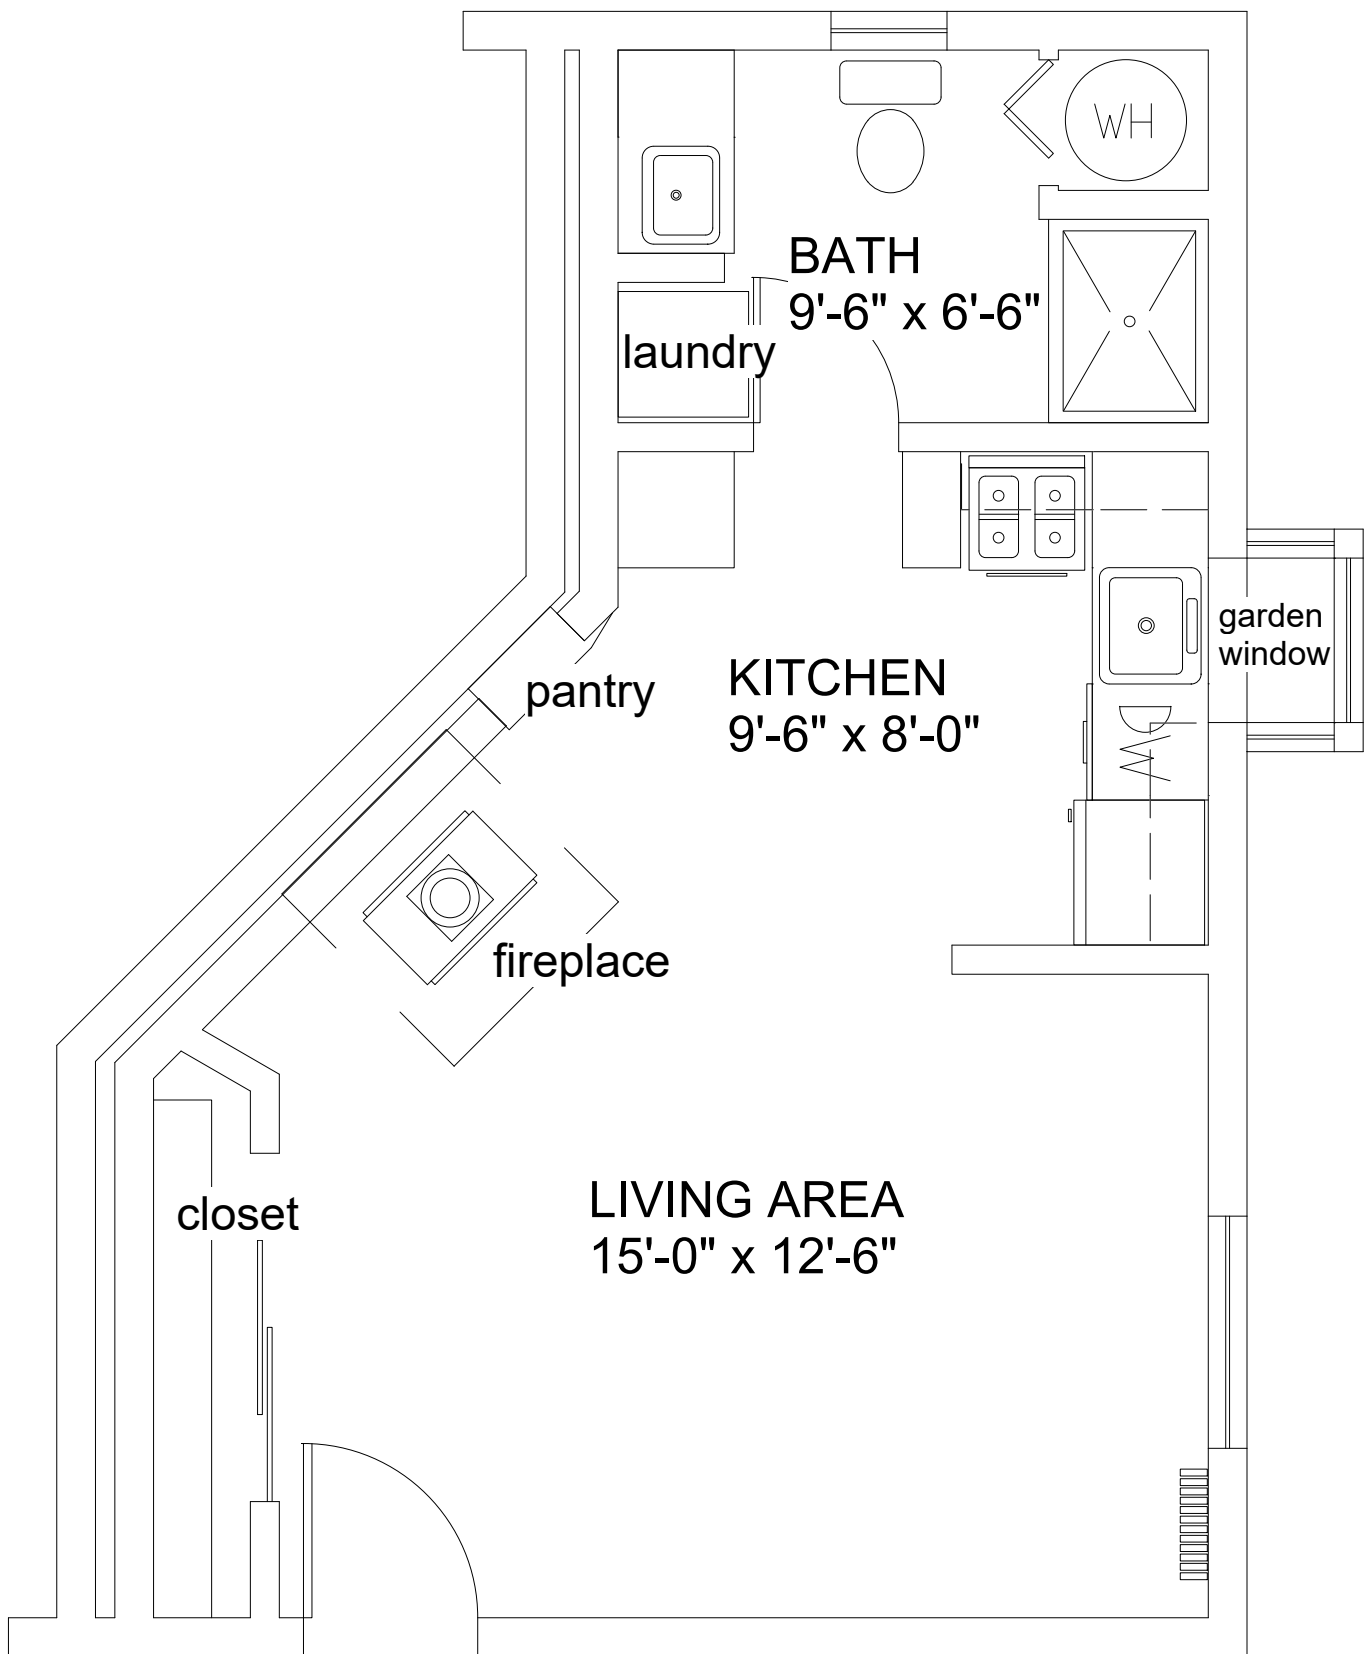 WH
BATH
9'-6" x 6'-6"
laundry
garden
window
KITCHEN
9'-6" x 8'-0"
pantry
fireplace
closet
LIVING AREA
15'-0" x 12'-6"